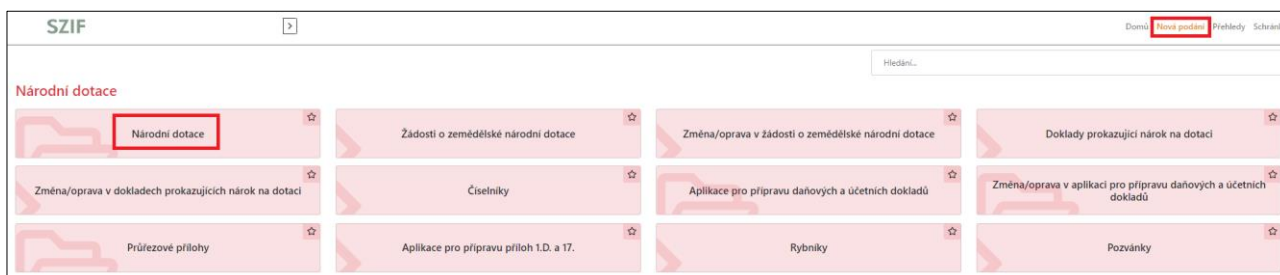 SZIF
Domů Nová podání Přehledy Schránk
Hledání...
Národní dotace
Národní dotace
Žádosti o zemědělské národní dotace
Změna/oprava v žádosti o zemědělské národní dotace
Doklady prokazující nárok na dotaci
Změna/oprava v dokladech prokazujících nárok na dotaci
Číselníky
Aplikace pro přípravu daňových a účetních dokladů
Změna/oprava v aplikaci pro přípravu daňových a účetních
dokladů
Průřezové přílohy
Aplikace pro přípravu příloh 1.D. a 17.
Rybníky
Pozvánky